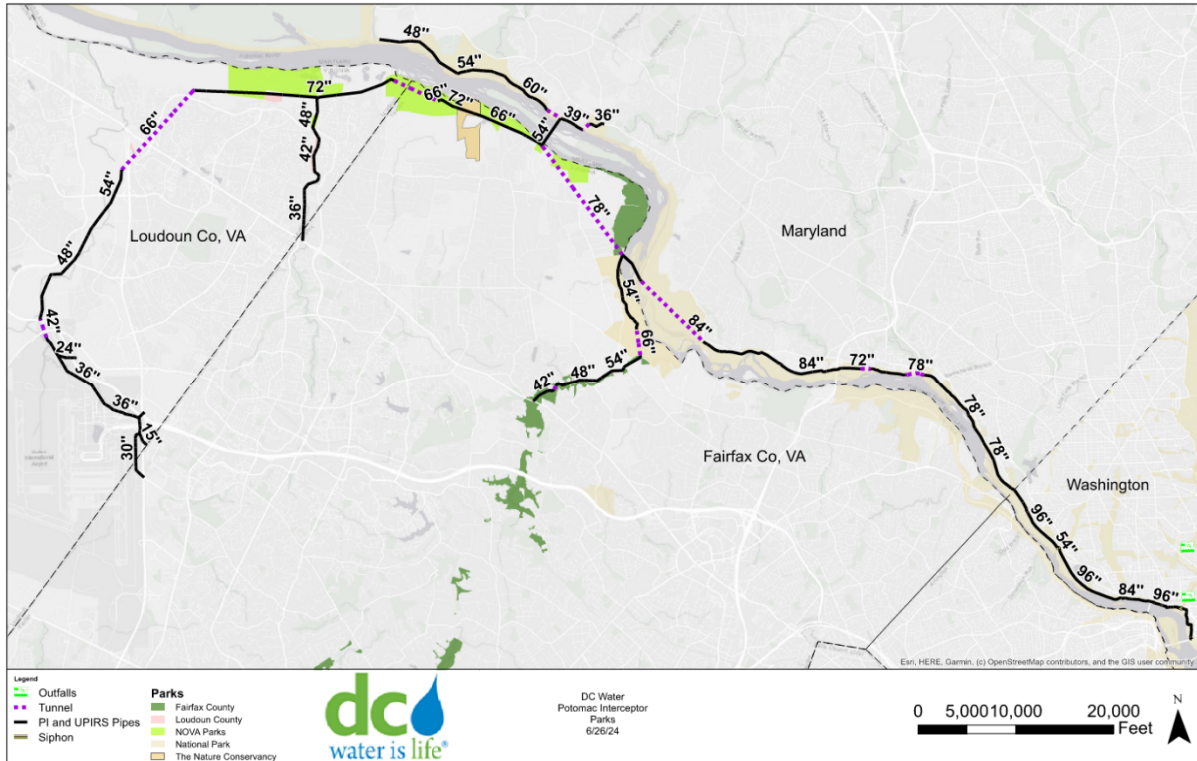 48"
54"
60"
39"
36"
72"
66"
72"
66"
54"
48"
42"
36"
66"
54"
48"
42"
24"
36"
36"
15"
30"
Loudoun Co, VA
78"
Maryland
54"
66"
54"
48"
42"
84"
84"
72"
78"
78"
78"
Fairfax Co, VA
Washington
96"
54"
96"
84"
96"
Esri, HERE, Garmin, (c) OpenStreetMap contributors, and the GIS user community
Legend
Outfalls
Tunnel
PI and UPIRS Pipes
Siphon
Parks
Fairfax County
Loudoun County
NOVA Parks
National Park
The Nature Conservancy
dc
water is life®
DC Water
Potomac Interceptor
Parks
6/26/24
0 5,000 10,000 20,000
Feet
N